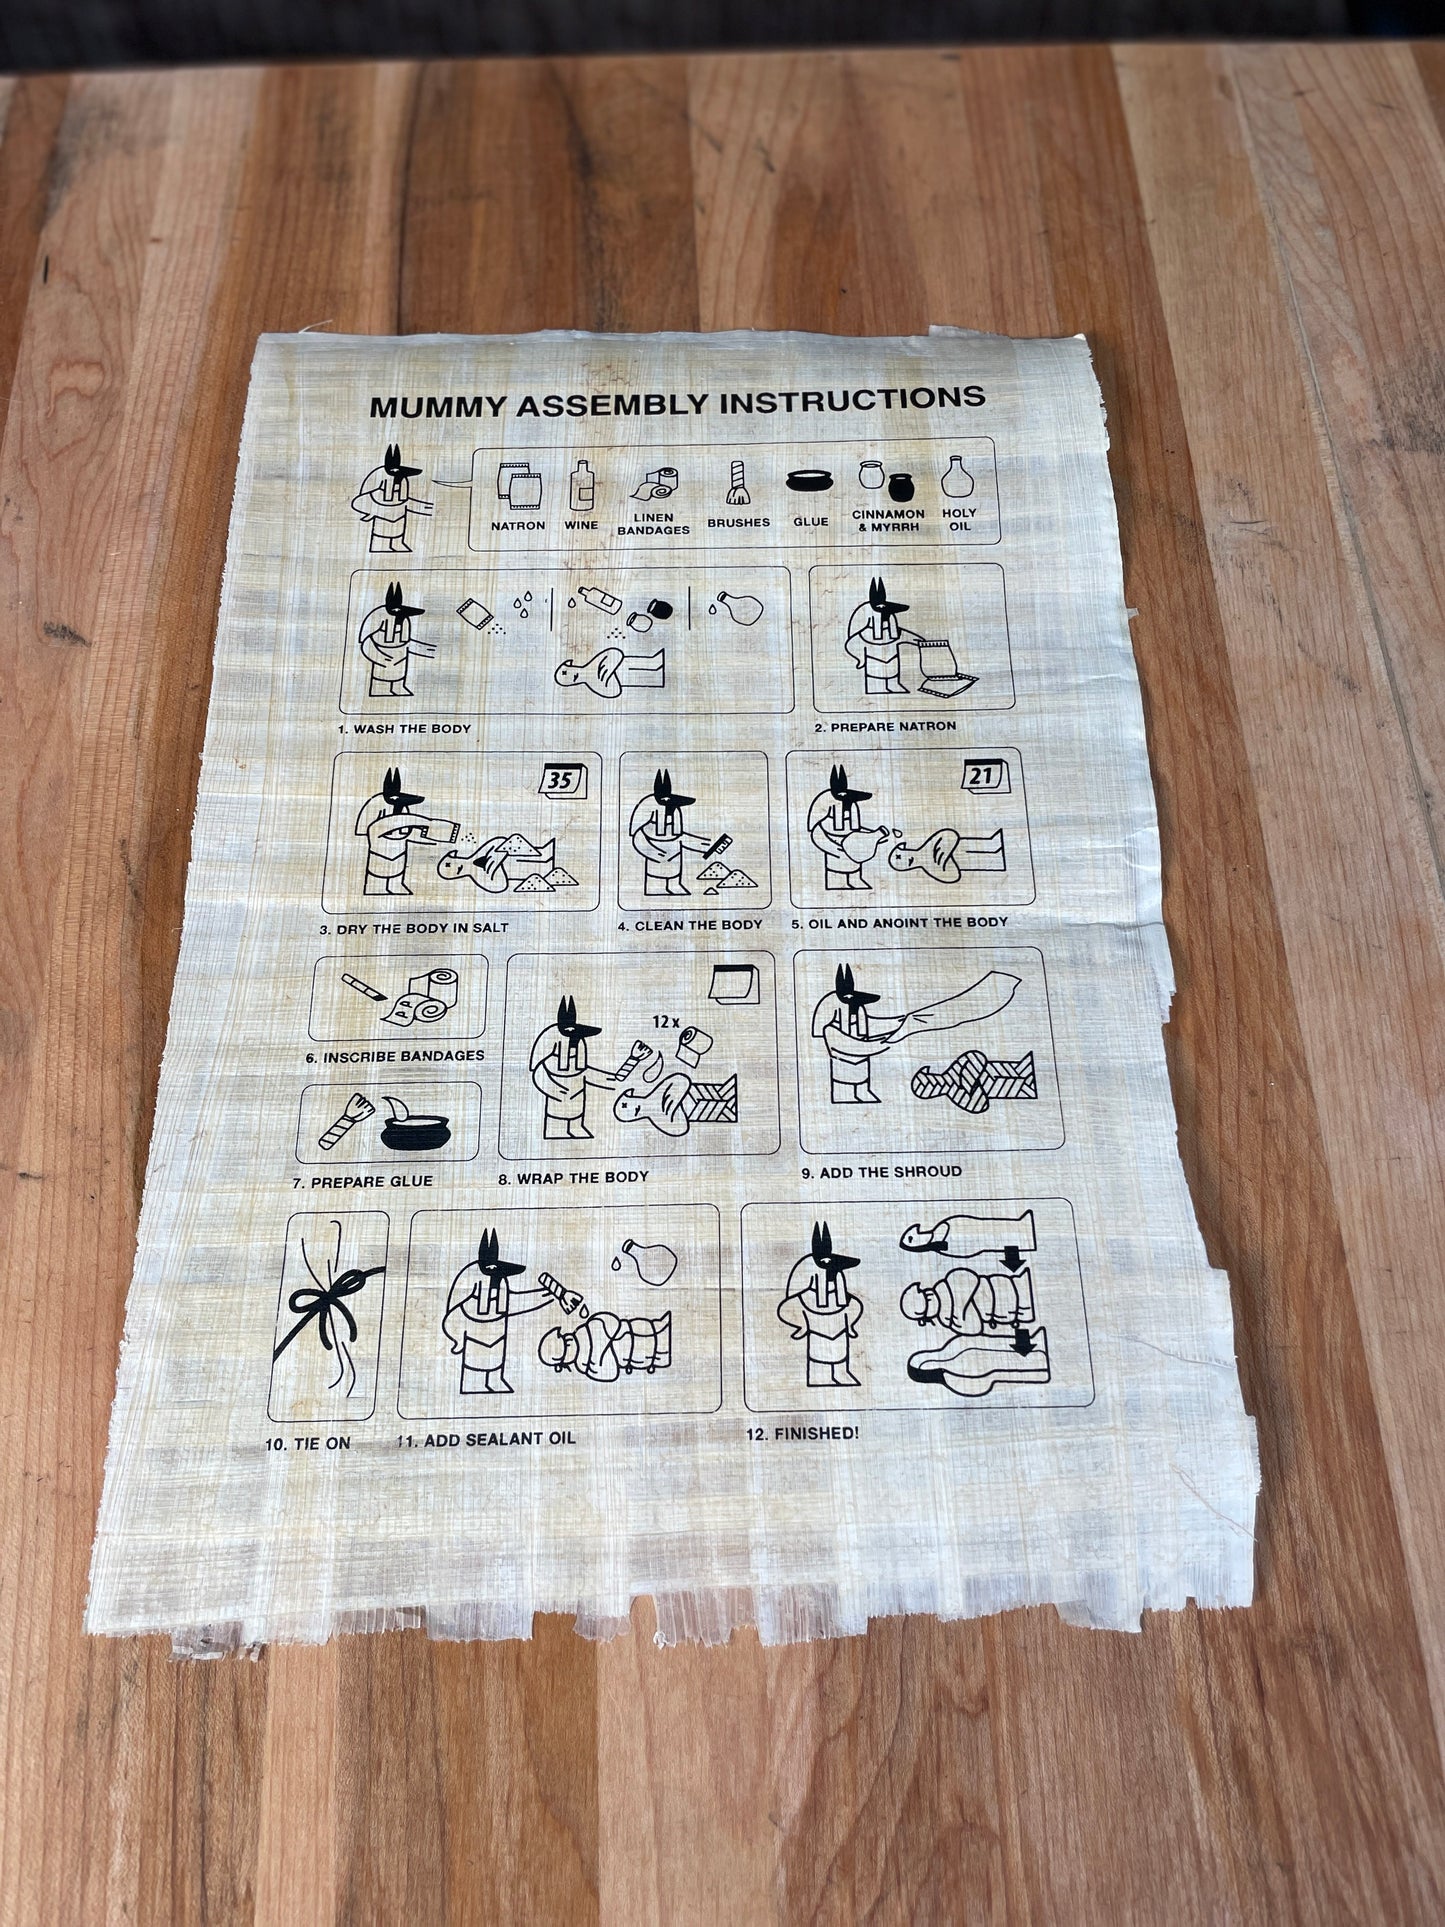 MUMMY ASSEMBLY INSTRUCTIONS
NATRON
WINE
LINEN
BANDAGES
BRUSHES
GLUE
CINNAMON
& MYRRH
HOLY
OIL
1. WASH THE BODY
2. PREPARE NATRON
35
3. DRY THE BODY IN SALT
4. CLEAN THE BODY
21
5. OIL AND ANOINT THE BODY
6. INSCRIBE BANDAGES
7. PREPARE GLUE
12 x
8. WRAP THE BODY
9. ADD THE SHROUD
10. TIE ON
11. ADD SEALANT OIL
12. FINISHED!